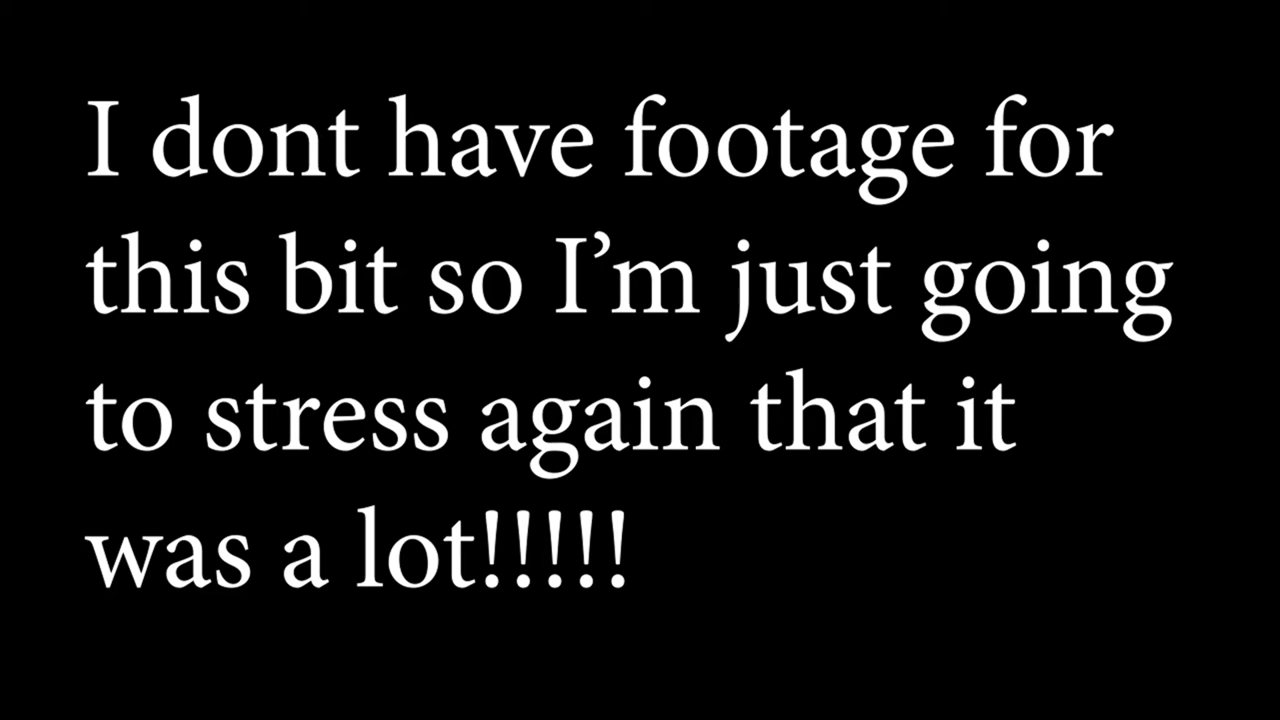 I dont have footage for
this bit so I’m just going
to stress again that it
was a lot!!!!!